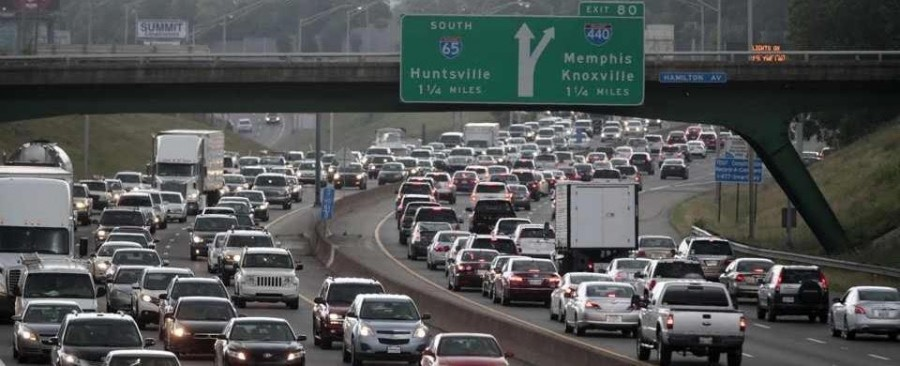 SUMMIT
EXIT 80
SOUTH
65
Huntsville
1 1/4 MILES
440
Memphis
Knoxville
1 1/4 MILES
HAMILTON AV